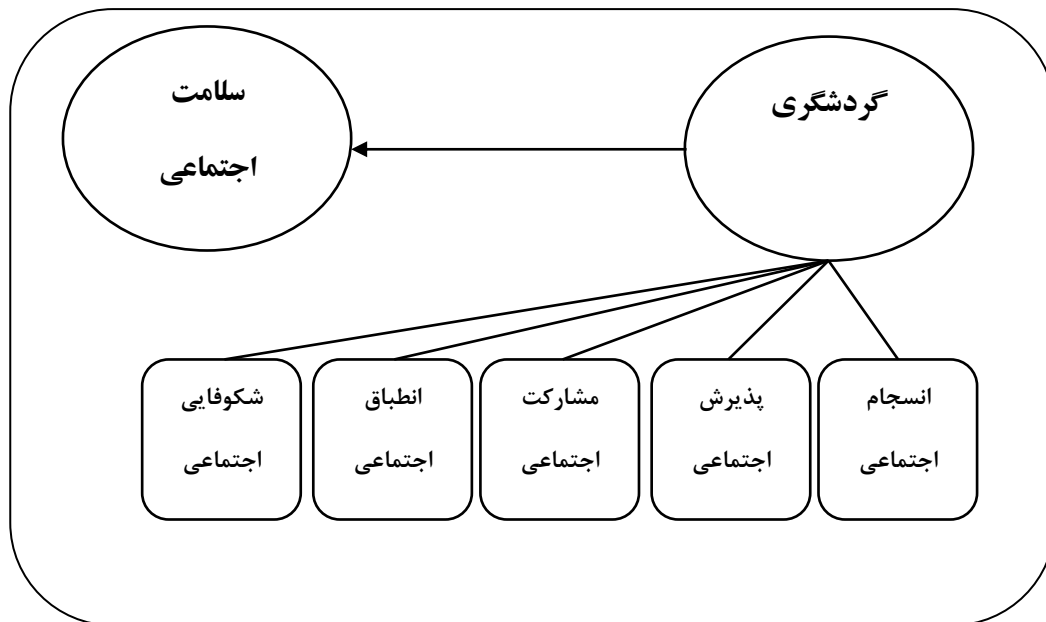 گردشگری
سلامت
اجتماعی
انسجام
اجتماعی
پذیرش
اجتماعی
مشارکت
اجتماعی
انطباق
اجتماعی
شکوفایی
اجتماعی